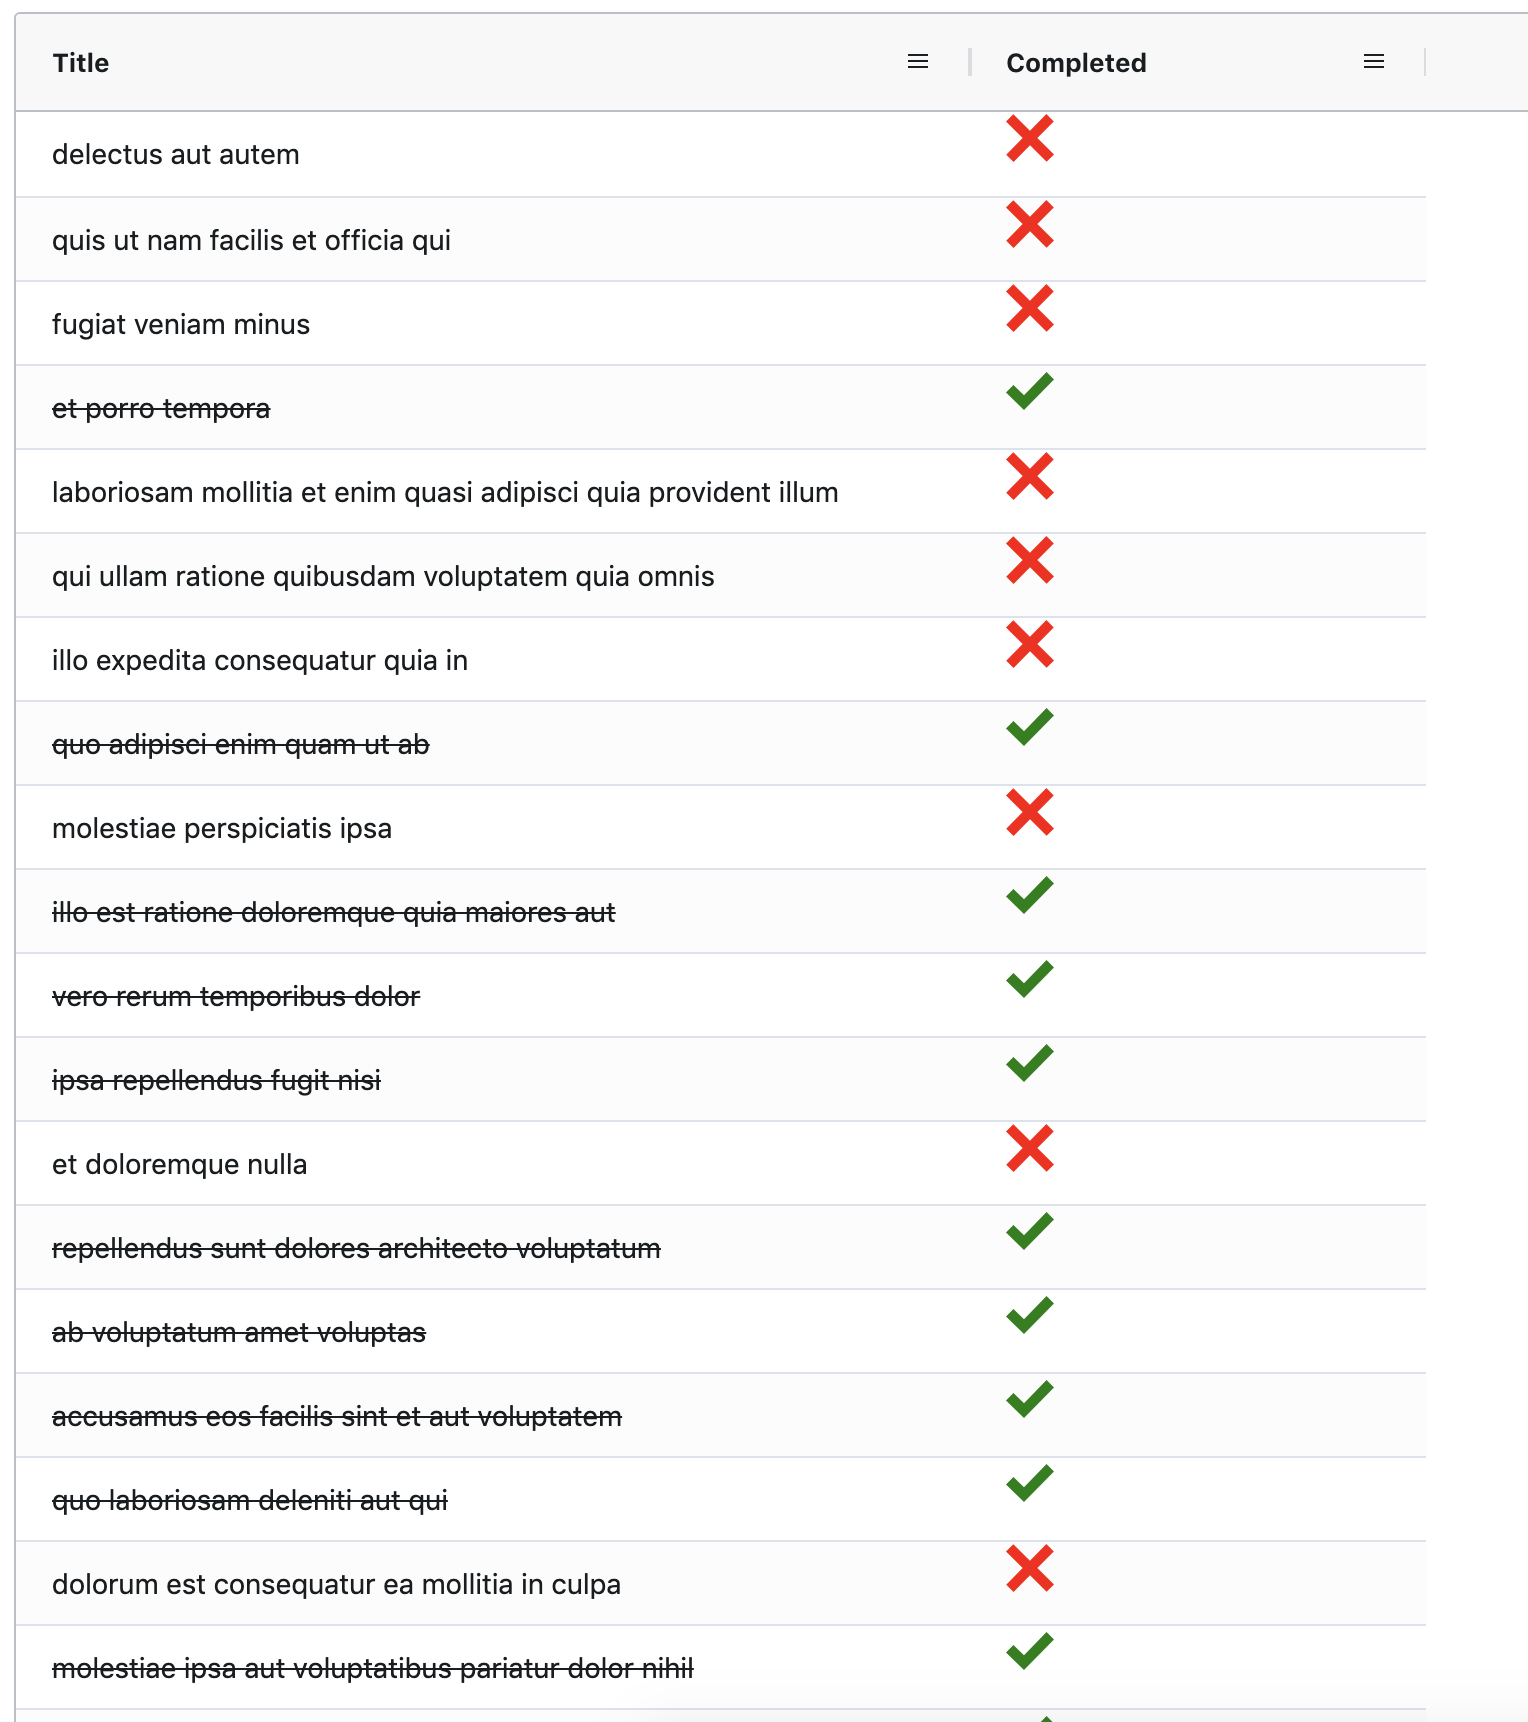 Title Completed
delectus aut autem
quis ut nam facilis et officia qui
fugiat veniam minus
et porro tempora
laboriosam mollitia et enim quasi adipisci quia provident illum
qui ullam ratione quibusdam voluptatem quia omnis
illo expedita consequatur quia in
quo adipisci enim quam ut ab
molestiae perspiciatis ipsa
illo est ratione doloremque quia maiores aut
vero rerum temporibus dolor
ipsa repellendus fugit nisi
et doloremque nulla
repellendus sunt dolores architecto voluptatum
ab voluptatum amet voluptas
accusamus eos facilis sint et aut voluptatem
quo laboriosam deleniti aut qui
dolorum est consequatur ea mollitia in culpa
molestiae ipsa aut voluptatibus pariatur dolor nihil